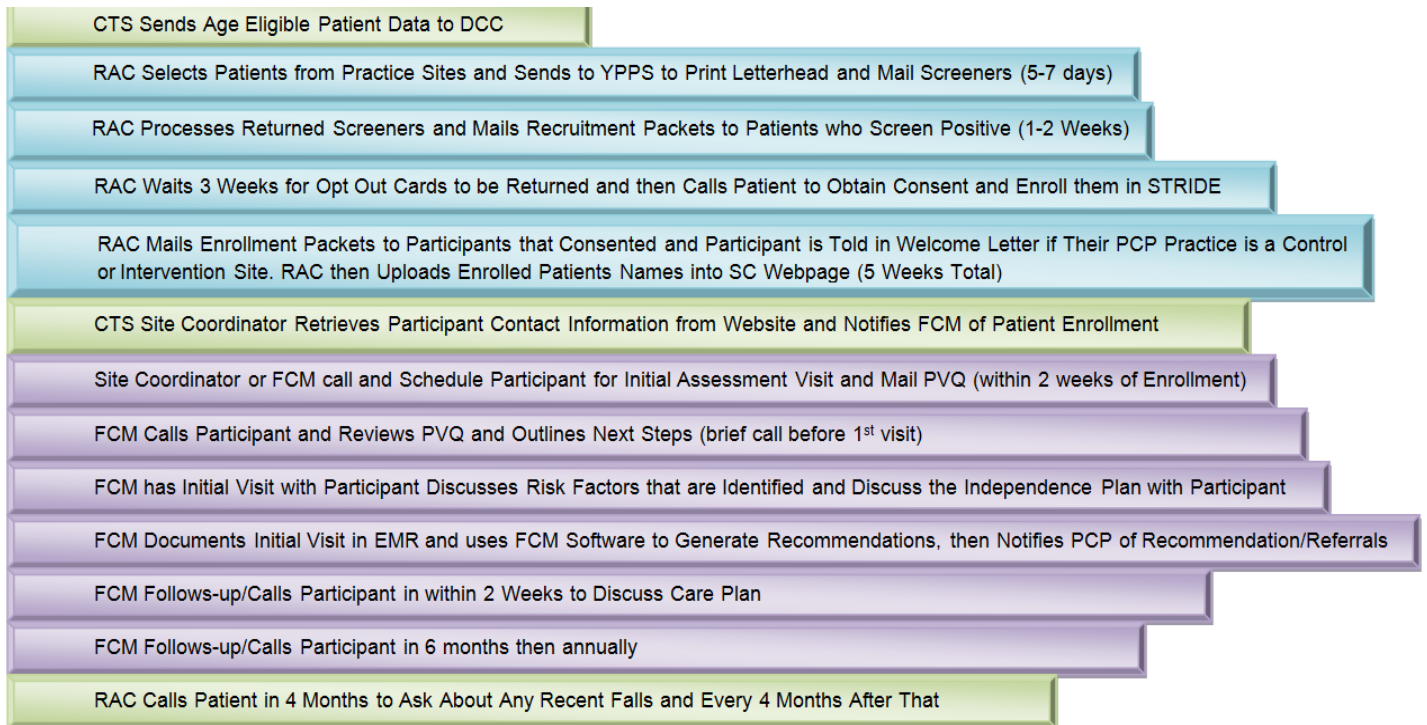 CTS Sends Age Eligible Patient Data to DCC
RAC Selects Patients from Practice Sites and Sends to YPPS to Print Letterhead and Mail Screeners (5-7 days)
RAC Processes Returned Screeners and Mails Recruitment Packets to Patients who Screen Positive (1-2 Weeks)
RAC Waits 3 Weeks for Opt Out Cards to be Returned and then Calls Patient to Obtain Consent and Enroll them in STRIDE
RAC Mails Enrollment Packets to Participants that Consented and Participant is Told in Welcome Letter if Their PCP Practice is a Control
or Intervention Site. RAC then Uploads Enrolled Patients Names into SC Webpage (5 Weeks Total)
CTS Site Coordinator Retrieves Participant Contact Information from Website and Notifies FCM of Patient Enrollment
Site Coordinator or FCM call and Schedule Participant for Initial Assessment Visit and Mail PVQ (within 2 weeks of Enrollment)
FCM Calls Participant and Reviews PVQ and Outlines Next Steps (brief call before 1st visit)
FCM has Initial Visit with Participant Discusses Risk Factors that are Identified and Discuss the Independence Plan with Participant
FCM Documents Initial Visit in EMR and uses FCM Software to Generate Recommendations, then Notifies PCP of Recommendation/Referrals
FCM Follows-up/Calls Participant in within 2 Weeks to Discuss Care Plan
FCM Follows-up/Calls Participant in 6 months then annually
RAC Calls Patient in 4 Months to Ask About Any Recent Falls and Every 4 Months After That